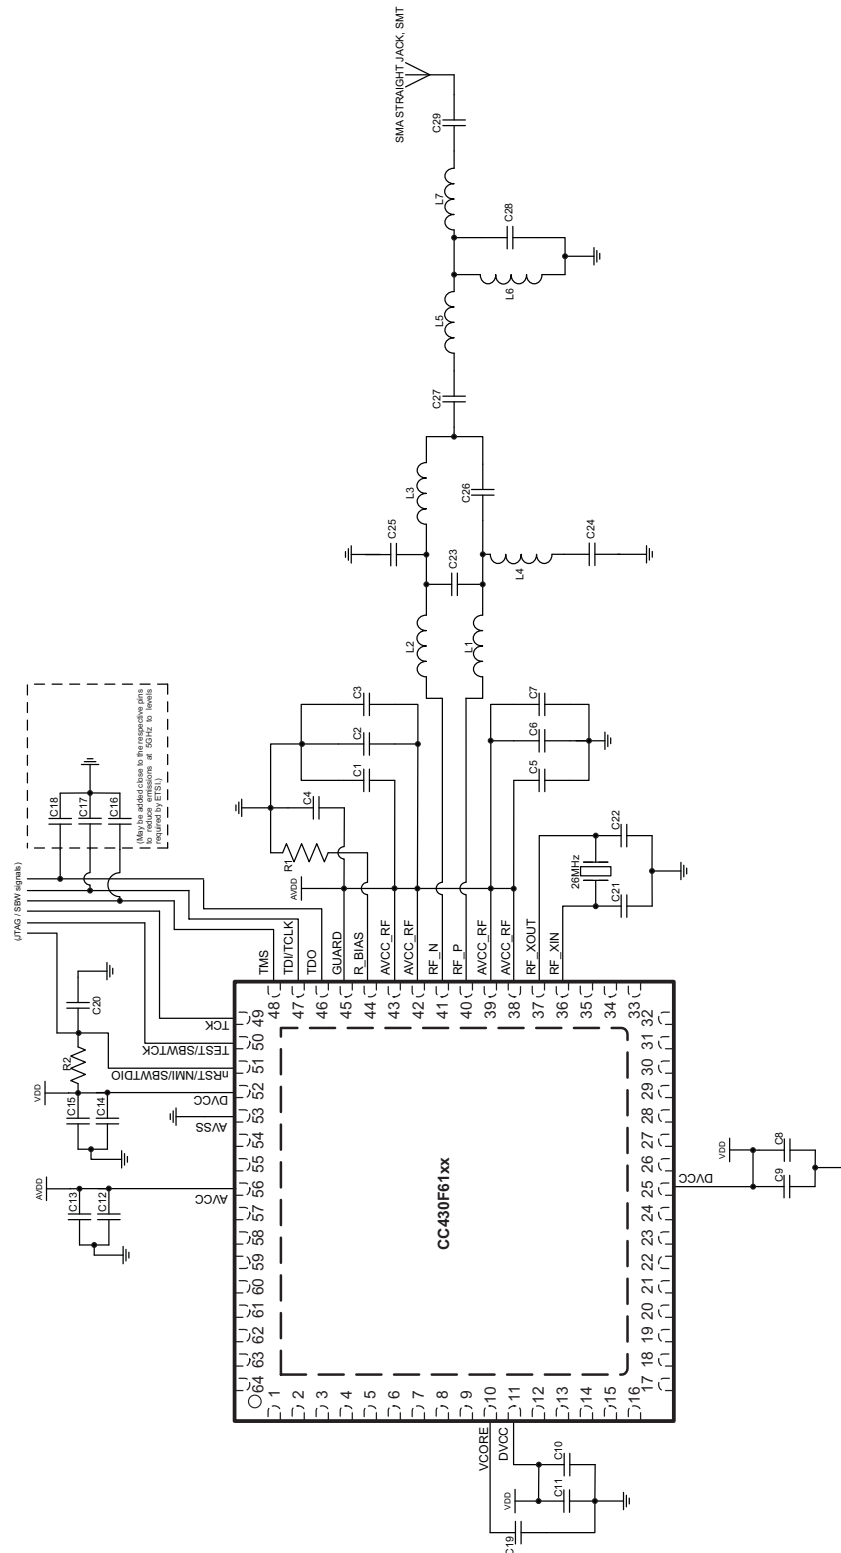 SMA STRAIGHT JACK, SMT
C29
L7
C28
L6
L5
C27
L3
C26
C25
C23
C24
L4
L2
L1
C3
C2
C1
C4
R1
AVDD
C7
C6
C5
C22
26MHz
C21
(May be added close to the respective pins
to reduce emissions at 5GHz to levels
required by ETSI.)
C18
C17
C16
(JTAG / SBW signals)
C20
R2
VDD
C15
C14
AVDD
C13
C12
TMS
TDI/TCLK
TDO
GUARD
R_BIAS
AVCC_RF
AVCC_RF
RF_N
RF_P
AVCC_RF
AVCC_RF
RF_XOUT
RF_XIN
48
47
46
45
44
43
42
41
40
39
38
37
36
35
34
33
TCK
TEST/SBWTCK
nRST/NMI/SBWTDIO
DVCC
AVSS
AVCC
49
50
51
52
53
54
55
56
57
58
59
60
61
62
63
64
CC430F61xx
32
31
30
29
28
27
26
25
24
23
22
21
20
19
18
17
DVCC
VDD
C8
C9
1
2
3
4
5
6
7
8
9
10
11
12
13
14
15
16
VCORE
DVCC
VDD
C10
C11
C19